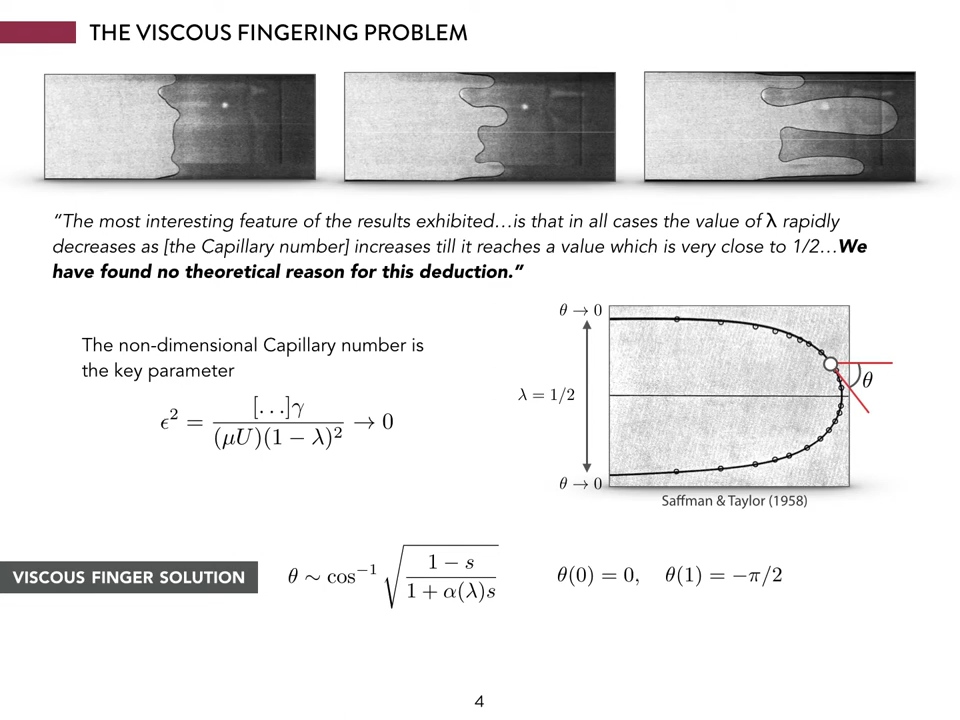 THE VISCOUS FINGERING PROBLEM
“The most interesting feature of the results exhibited…is that in all cases the value of λ rapidly
decreases as [the Capillary number] increases till it reaches a value which is very close to 1/2…We
have found no theoretical reason for this deduction.”
The non-dimensional Capillary number is
the key parameter
ϵ² = [. . .]γ / (μU)(1 − λ)² → 0
θ → 0
λ = 1/2
θ
θ → 0
Saffman & Taylor (1958)
VISCOUS FINGER SOLUTION
θ ∼ cos⁻¹ √((1 − s) / (1 + α(λ)s)) θ(0) = 0, θ(1) = −π/2
4